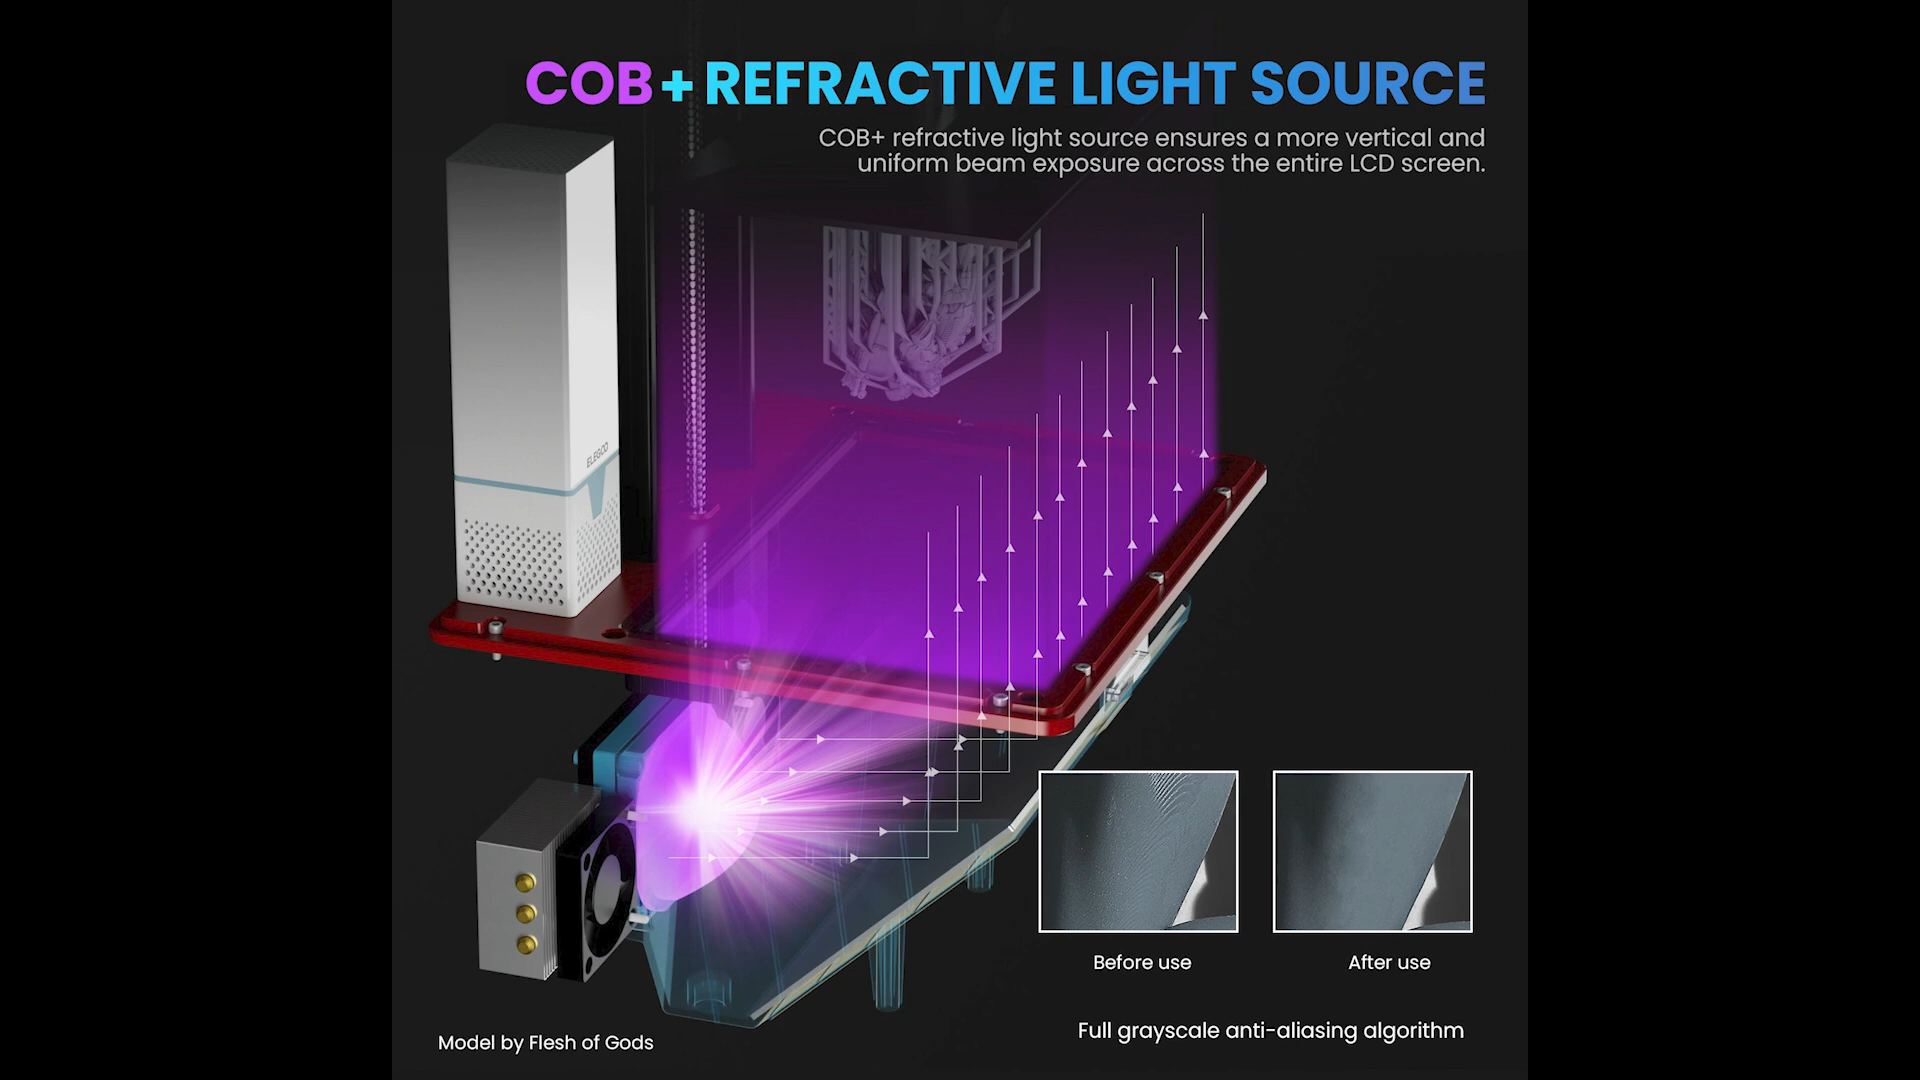 COB+ REFRACTIVE LIGHT SOURCE
COB+ refractive light source ensures a more vertical and
uniform beam exposure across the entire LCD screen.
ELEGOO
Before use
After use
Full grayscale anti-aliasing algorithm
Model by Flesh of Gods